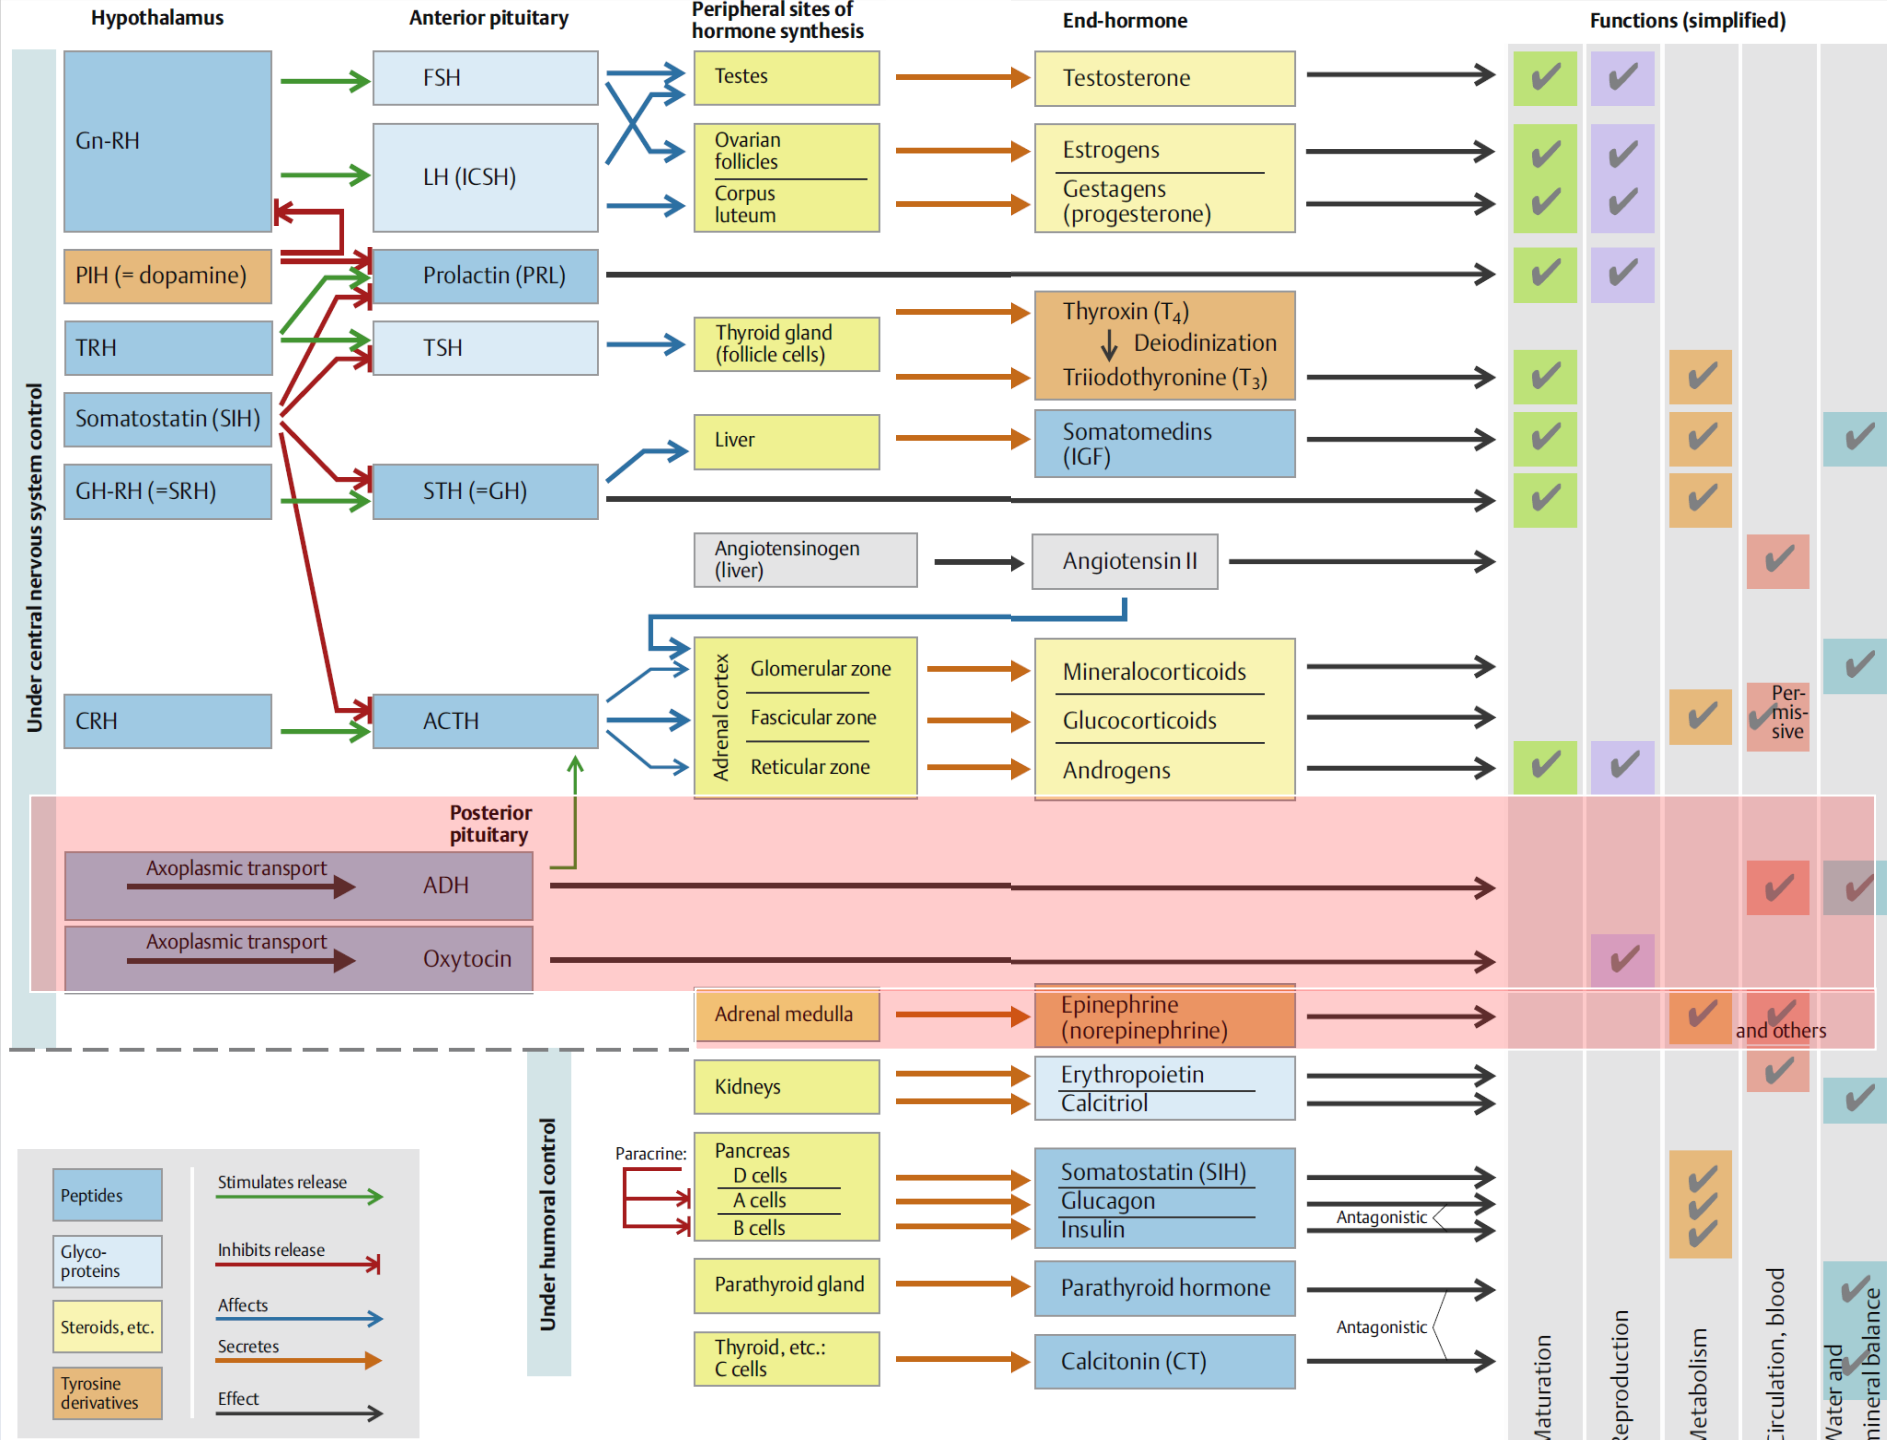 Hypothalamus
Anterior pituitary
Peripheral sites of
hormone synthesis
End-hormone
Functions (simplified)
Under central nervous system control
Gn-RH
FSH
Testes
Testosterone
LH (ICSH)
Ovarian
follicles
Estrogens
Corpus
luteum
Gestagens
(progesterone)
PIH (= dopamine)
Prolactin (PRL)
TRH
TSH
Thyroid gland
(follicle cells)
Thyroxin (T4)
Deiodinization
Triiodothyronine (T3)
Somatostatin (SIH)
Liver
Somatomedins
(IGF)
GH-RH (=SRH)
STH (=GH)
Angiotensinogen
(liver)
Angiotensin II
CRH
ACTH
Adrenal cortex
Glomerular zone
Mineralocorticoids
Fascicular zone
Glucocorticoids
Per-
mis-
sive
Reticular zone
Androgens
Posterior
pituitary
Axoplasmic transport
ADH
Axoplasmic transport
Oxytocin
Adrenal medulla
Epinephrine
(norepinephrine)
and others
Under humoral control
Kidneys
Erythropoietin
Calcitriol
Paracrine:
Pancreas
D cells
A cells
B cells
Somatostatin (SIH)
Glucagon
Insulin
Antagonistic
Parathyroid gland
Parathyroid hormone
Antagonistic
Thyroid, etc.:
C cells
Calcitonin (CT)
Peptides
Glyco-
proteins
Steroids, etc.
Tyrosine
derivatives
Stimulates release
Inhibits release
Affects
Secretes
Effect
Maturation
Reproduction
Metabolism
Circulation, blood
Water and
mineral balance